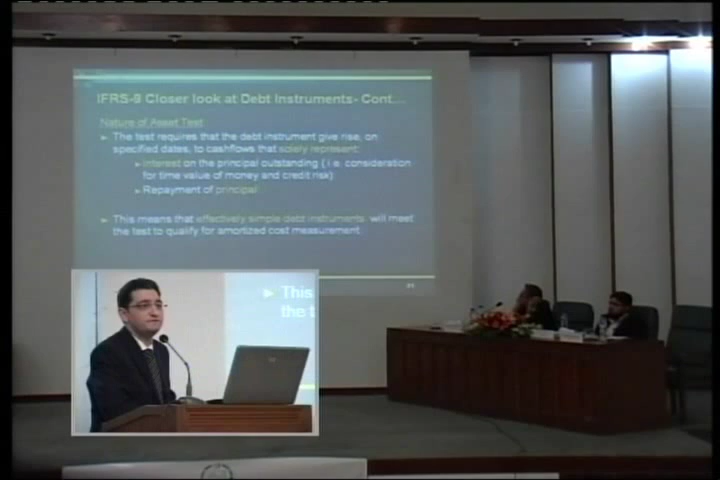 IFRS-9 Closer look at Debt Instruments- Cont...
Nature of Asset Test
► The test requires that the debt instrument give rise, on
specified dates, to cashflows that solely represent:
► Interest on the principal outstanding ( i.e. consideration
for time value of money and credit risk)
► Repayment of principal
► This means that effectively simple debt instruments will meet
the test to qualify for amortized cost measurement.
► This
the t